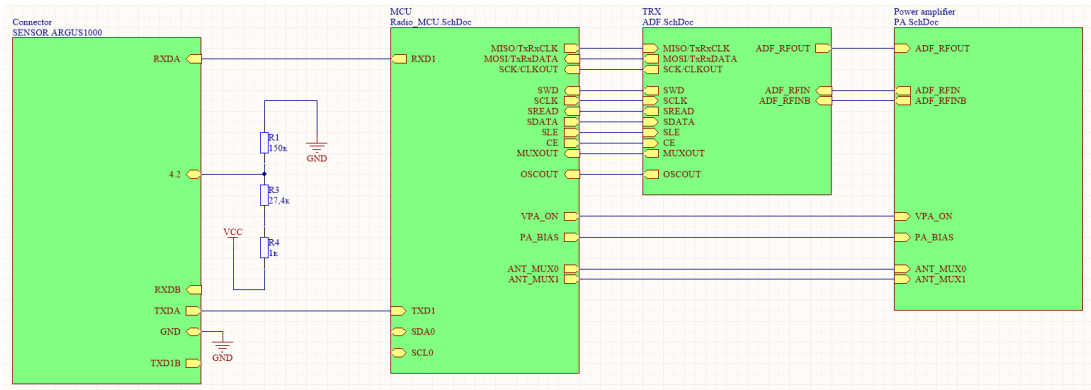 Connector
SENSOR ARGUS1000
RXDA
4.2
RXDB
TXDA
GND
TXD1B
R1
150к
GND
R3
27,4к
VCC
R4
1к
GND
MCU
Radio_MCU.SchDoc
RXD1
TXD1
SDA0
SCL0
MISO/TxRxCLK
MOSI/TxRxDATA
SCK/CLKOUT
SWD
SCLK
SREAD
SDATA
SLE
CE
MUXOUT
OSCOUT
VPA_ON
PA_BIAS
ANT_MUX0
ANT_MUX1
TRX
ADF.SchDoc
MISO/TxRxCLK
MOSI/TxRxDATA
SCK/CLKOUT
SWD
SCLK
SREAD
SDATA
SLE
CE
MUXOUT
OSCOUT
ADF_RFOUT
ADF_RFIN
ADF_RFINB
Power amplifier
PA.SchDoc
ADF_RFOUT
ADF_RFIN
ADF_RFINB
VPA_ON
PA_BIAS
ANT_MUX0
ANT_MUX1